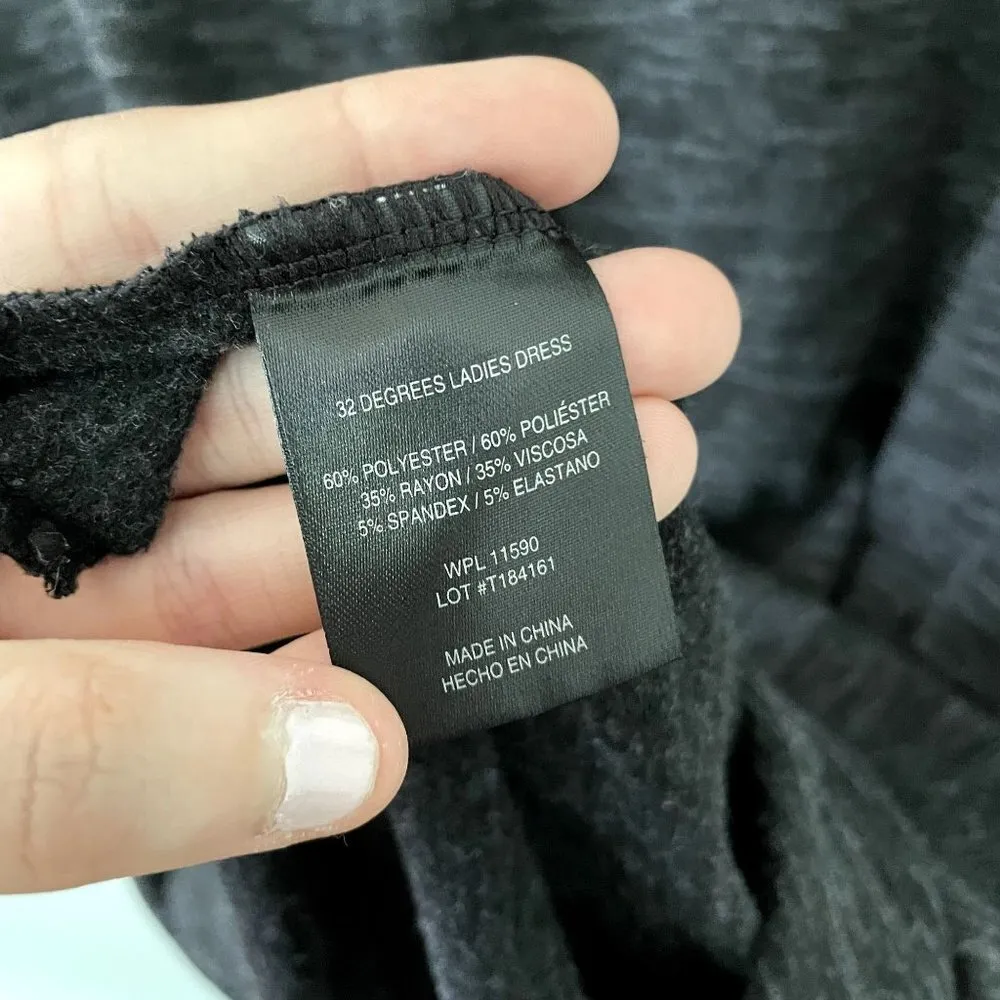 32 DEGREES LADIES DRESS
60% POLYESTER / 60% POLIÉSTER
35% RAYON / 35% VISCOSA
5% SPANDEX / 5% ELASTANO
WPL 11590
LOT #T184161
MADE IN CHINA
HECHO EN CHINA